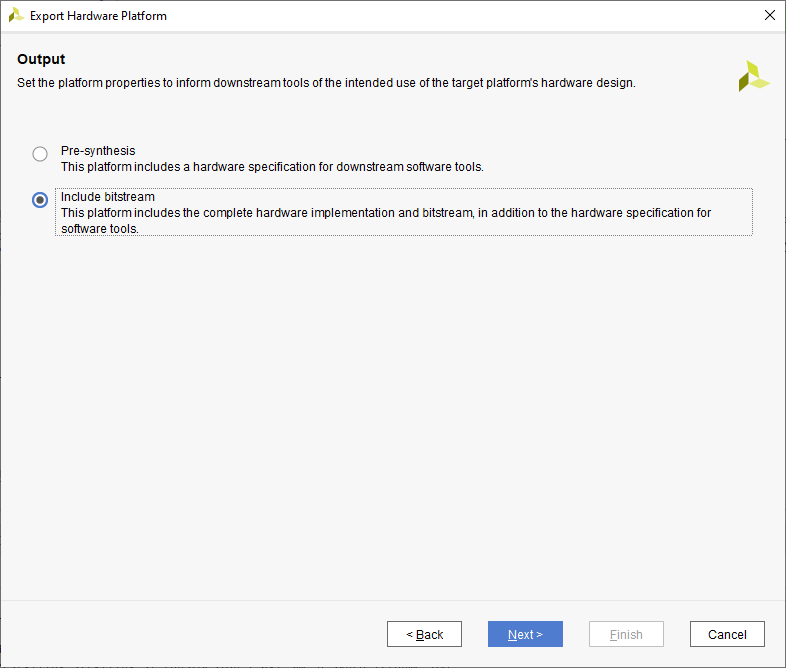 Export Hardware Platform
Output
Set the platform properties to inform downstream tools of the intended use of the target platform's hardware design.
Pre-synthesis
This platform includes a hardware specification for downstream software tools.
Include bitstream
This platform includes the complete hardware implementation and bitstream, in addition to the hardware specification for
software tools.
< Back
Next >
Finish
Cancel